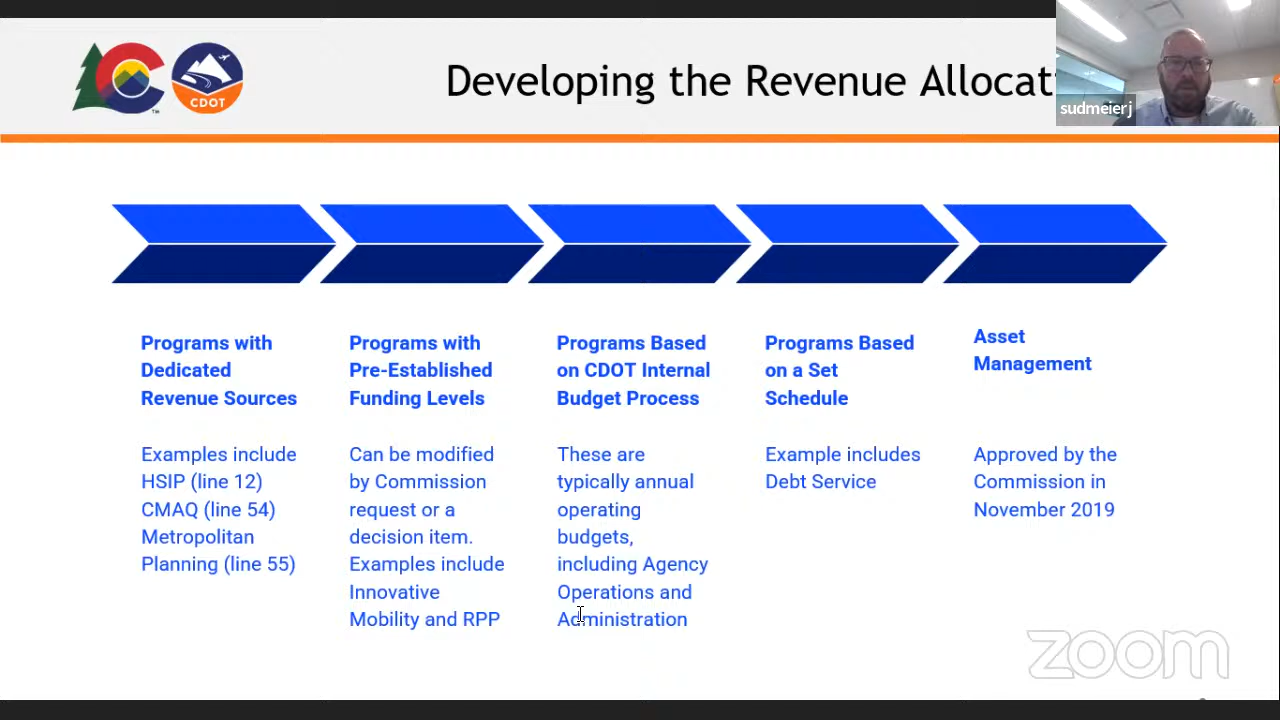 CDOT
Developing the Revenue Allocat
sudmeierj
Programs with
Dedicated
Revenue Sources
Examples include
HSIP (line 12)
CMAQ (line 54)
Metropolitan
Planning (line 55)
Programs with
Pre-Established
Funding Levels
Can be modified
by Commission
request or a
decision item.
Examples include
Innovative
Mobility and RPP
Programs Based
on CDOT Internal
Budget Process
These are
typically annual
operating
budgets,
including Agency
Operations and
Administration
Programs Based
on a Set
Schedule
Example includes
Debt Service
Asset
Management
Approved by the
Commission in
November 2019
zoom